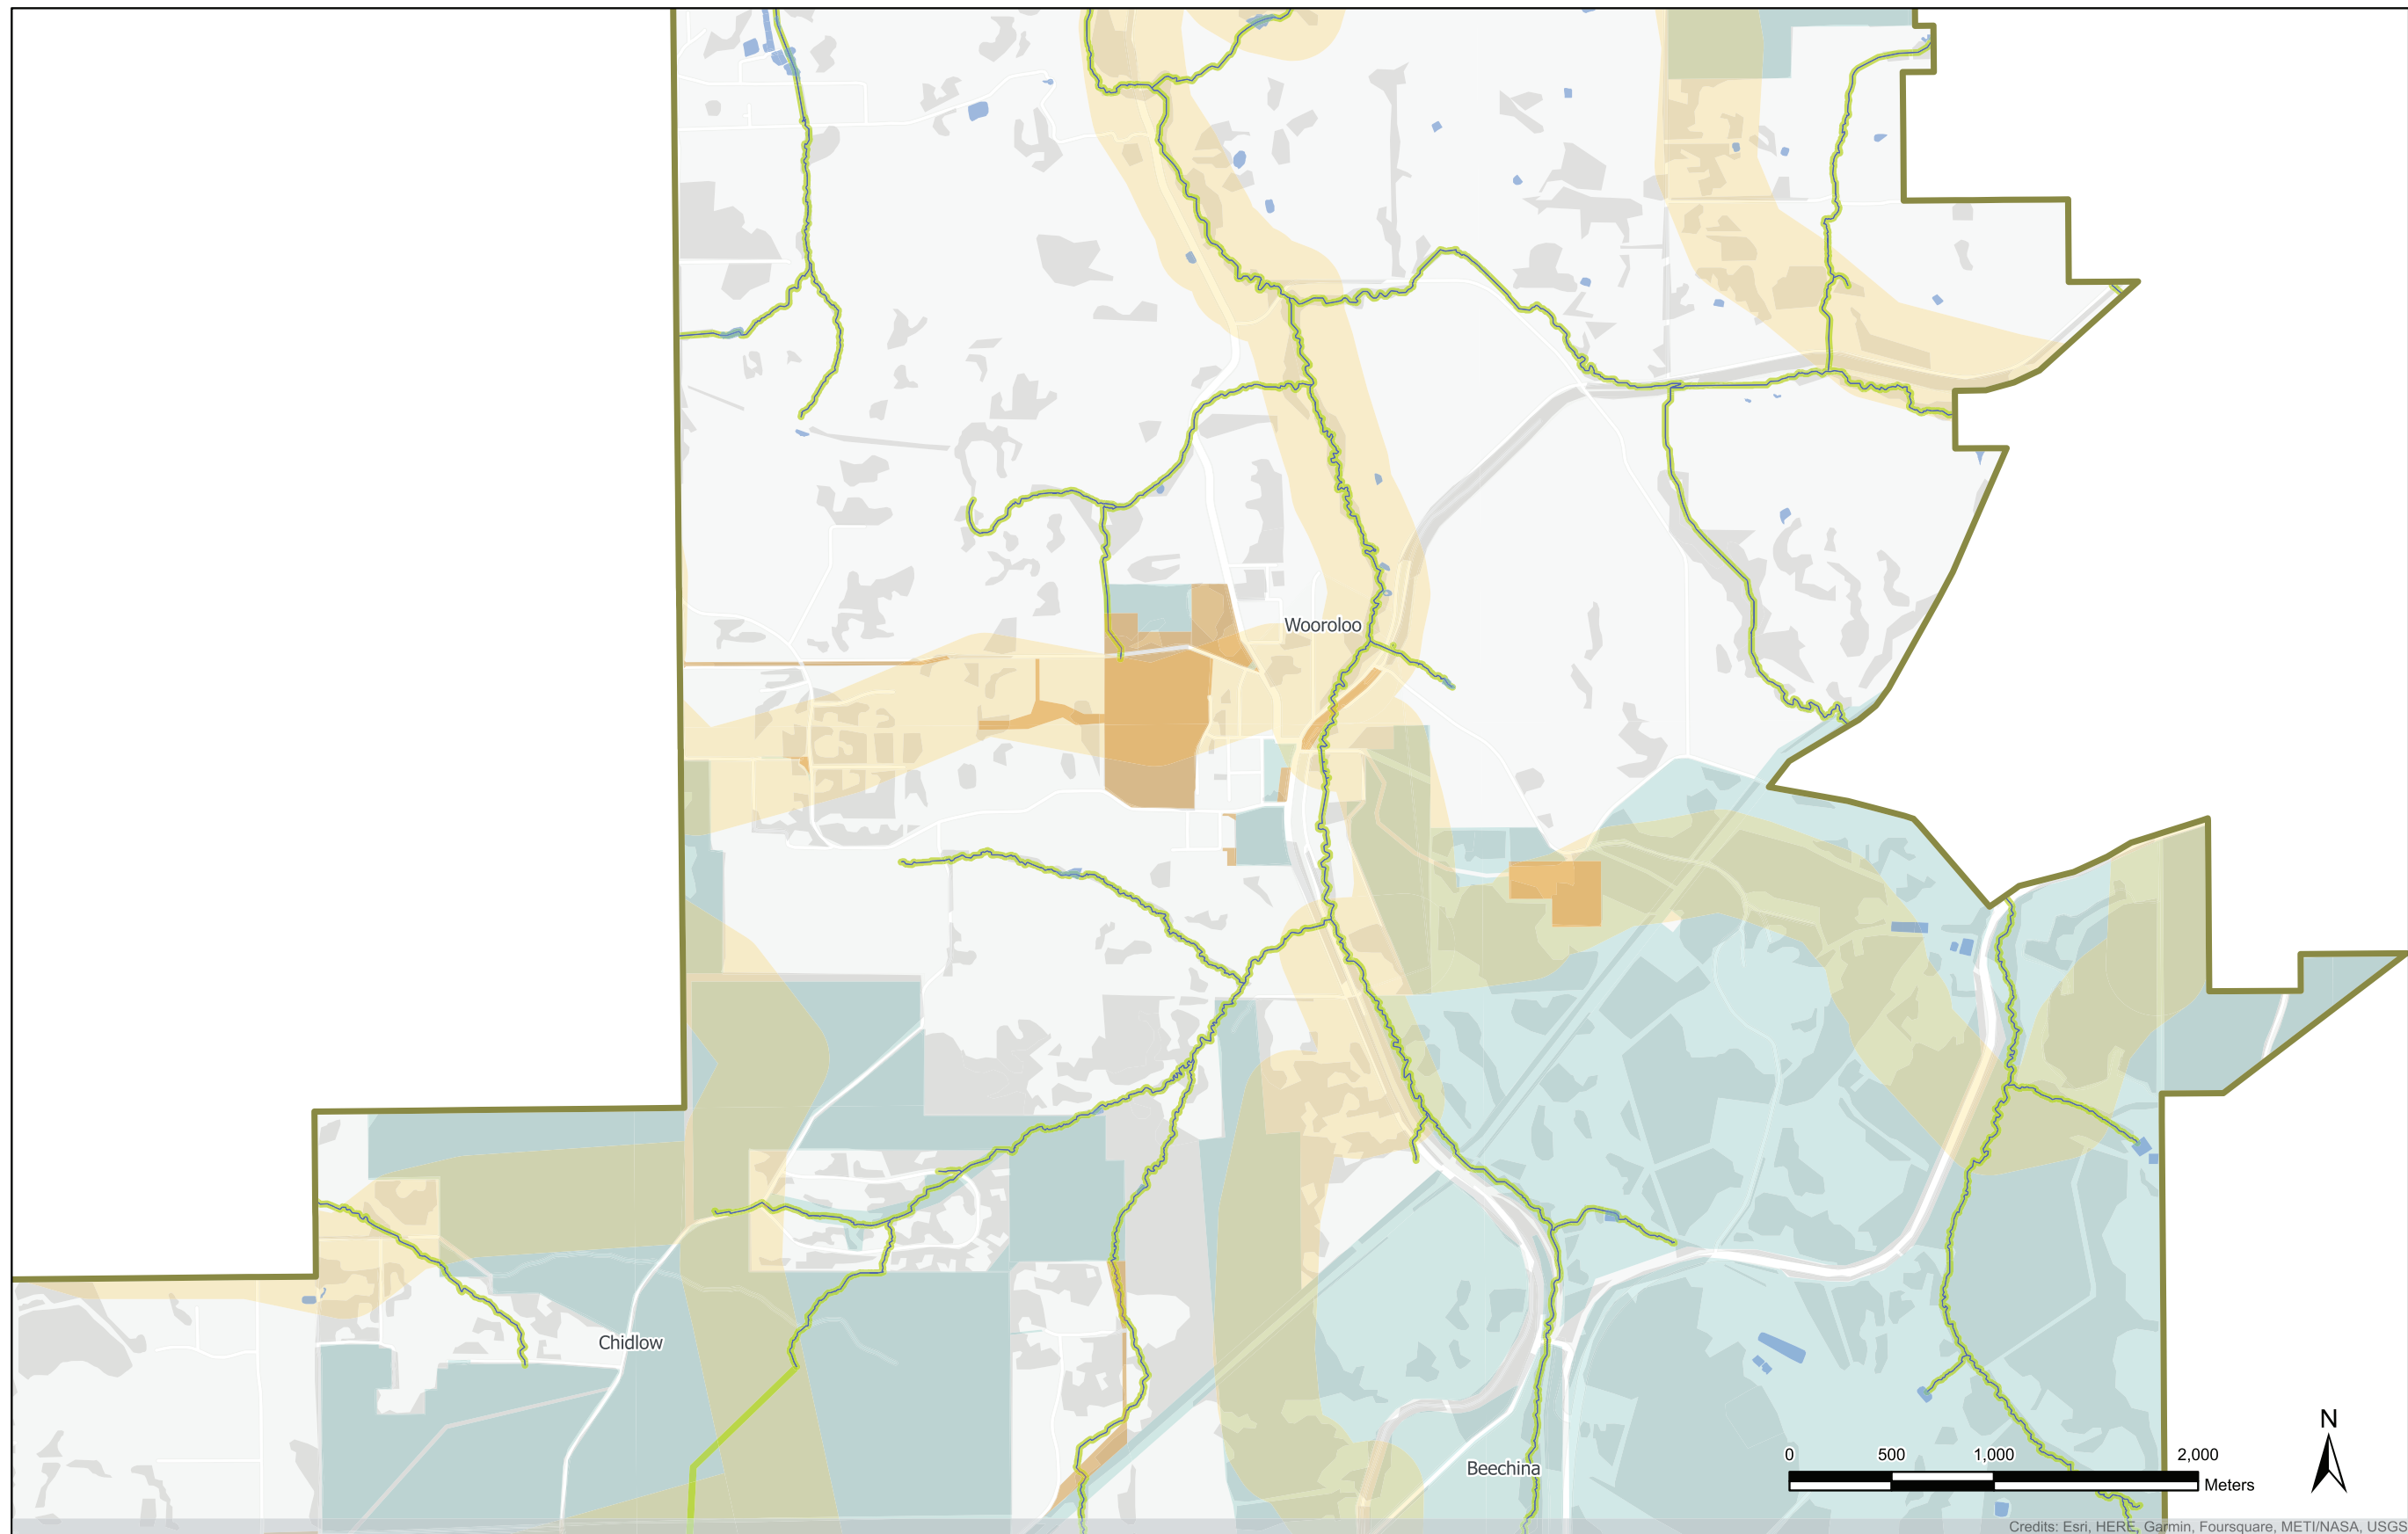 Wooroloo
Chidlow
Beechina
N
0 500 1,000 2,000
Meters
Credits: Esri, HERE, Garmin, Foursquare, METI/NASA, USGS